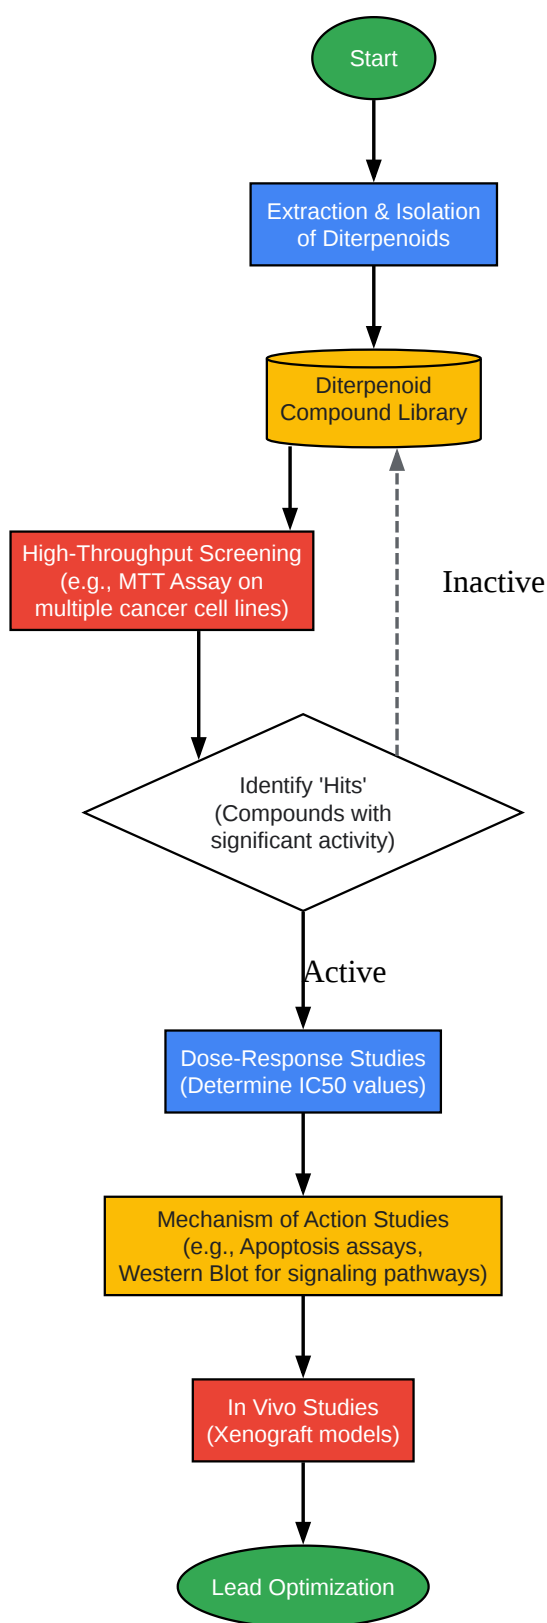 Start
Extraction & Isolation
of Diterpenoids
Diterpenoid
Compound Library
High-Throughput Screening
(e.g., MTT Assay on
multiple cancer cell lines)
Inactive
Identify 'Hits'
(Compounds with
significant activity)
Active
Dose-Response Studies
(Determine IC50 values)
Mechanism of Action Studies
(e.g., Apoptosis assays,
Western Blot for signaling pathways)
In Vivo Studies
(Xenograft models)
Lead Optimization